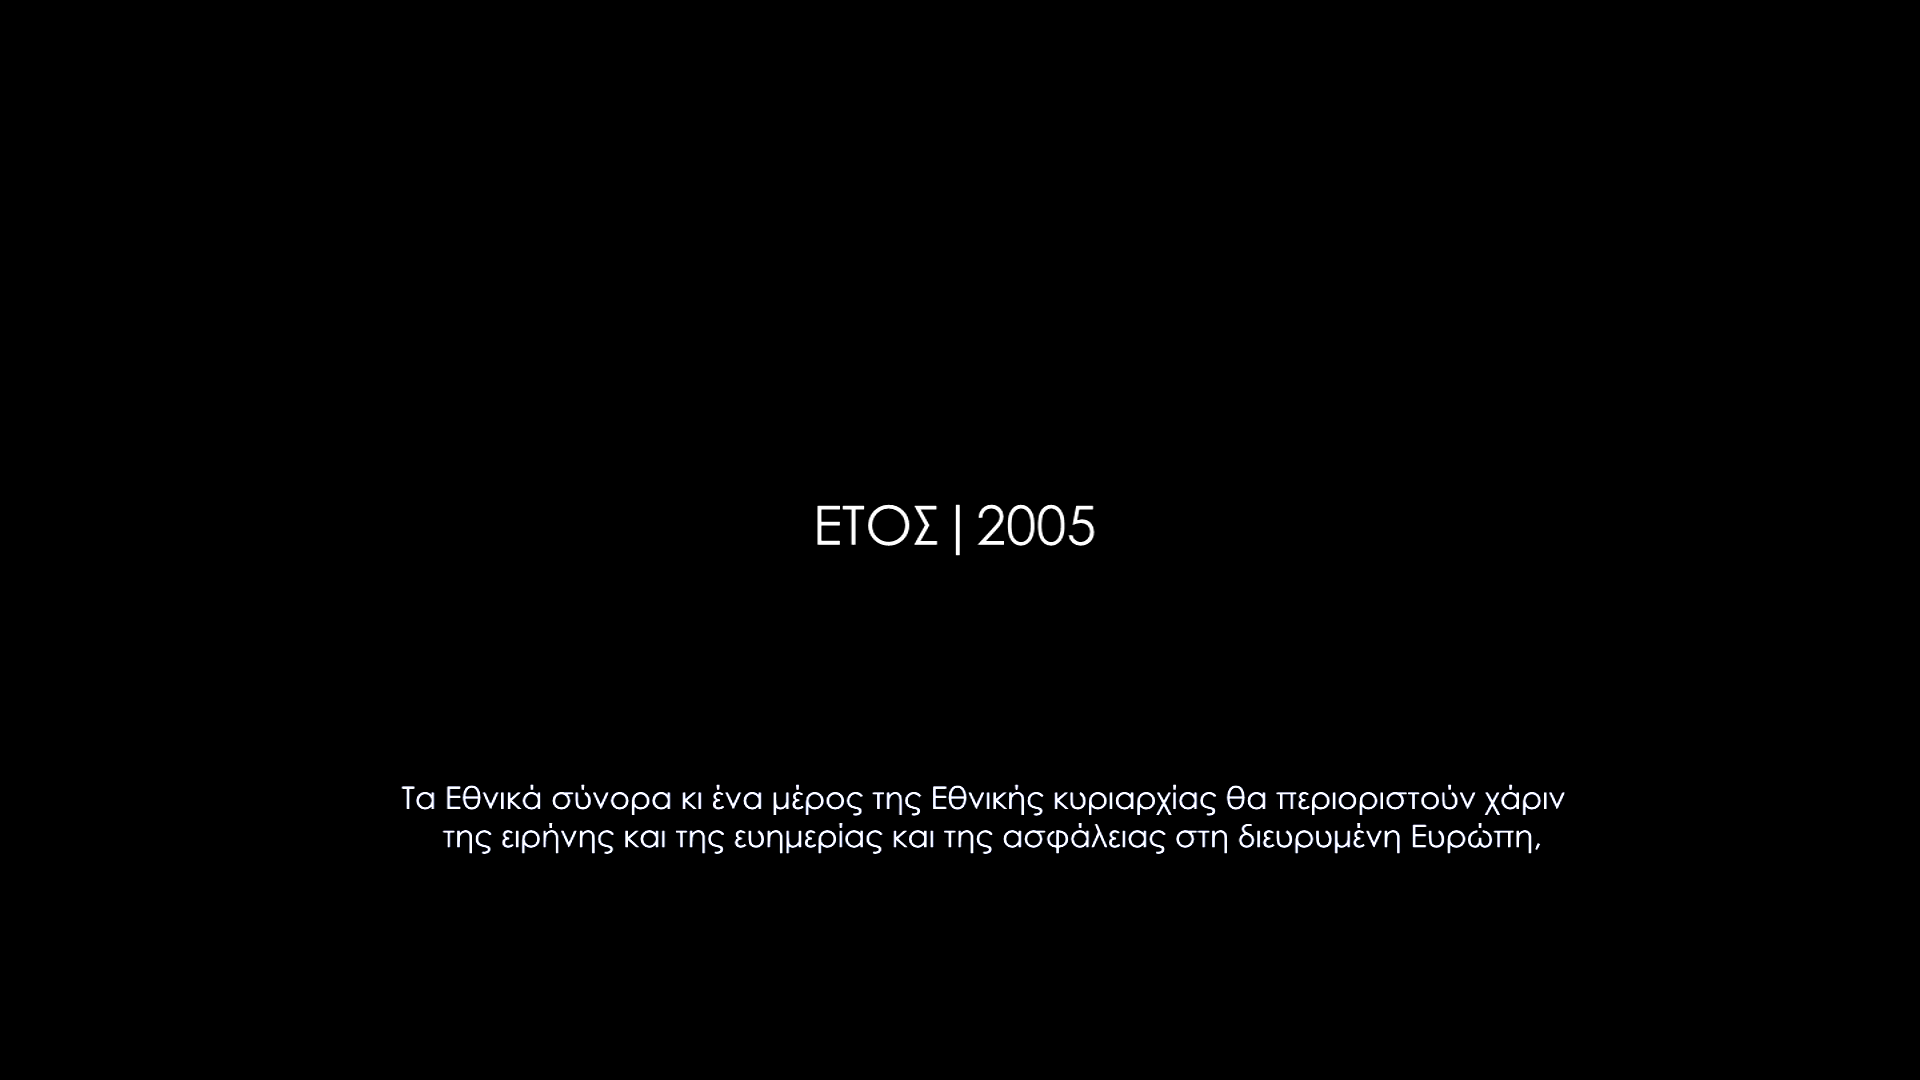 ΕΤΟΣ | 2005
Τα Εθνικά σύνορα κι ένα μέρος της Εθνικής κυριαρχίας θα περιοριστούν χάριν
της ειρήνης και της ευημερίας και της ασφάλειας στη διευρυμένη Ευρώπη,